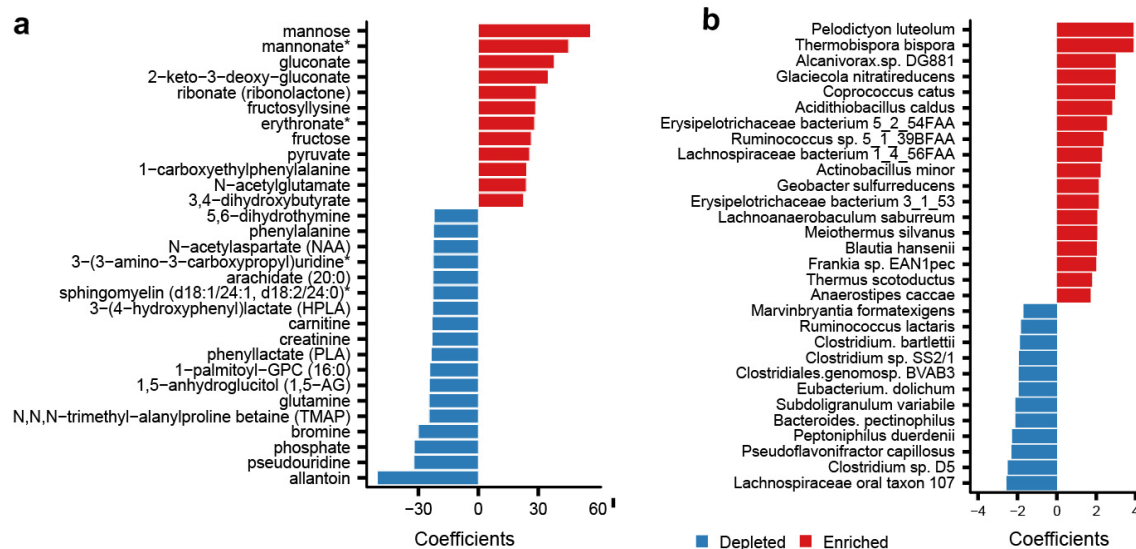 a
mannose
mannonate*
gluconate
2-keto-3-deoxy-gluconate
ribonate (ribonolactone)
fructosyllysine
erythronate*
fructose
pyruvate
1-carboxyethylphenylalanine
N-acetylglutamate
3,4-dihydroxybutyrate
5,6-dihydrothymine
phenylalanine
N-acetylaspartate (NAA)
3-(3-amino-3-carboxypropyl)uridine*
arachidate (20:0)
sphingomyelin (d18:1/24:1, d18:2/24:0)*
3-(4-hydroxyphenyl)lactate (HPLA)
carnitine
creatinine
phenyllactate (PLA)
1-palmitoyl-GPC (16:0)
1,5-anhydroglucitol (1,5-AG)
glutamine
N,N,N-trimethyl-alanylproline betaine (TMAP)
bromine
phosphate
pseudouridine
allantoin
−30 0 30 60
Coefficients
b
Pelodictyon luteolum
Thermobispora bispora
Alcanivorax.sp. DG881
Glaciecola nitratireducens
Coprococcus catus
Acidithiobacillus caldus
Erysipelotrichaceae bacterium 5_2_54FAA
Ruminococcus sp. 5_1_39BFAA
Lachnospiraceae bacterium 1_4_56FAA
Actinobacillus minor
Geobacter sulfurreducens
Erysipelotrichaceae bacterium 3_1_53
Lachnoanaerobaculum saburreum
Meiothermus silvanus
Blautia hansenii
Frankia sp. EAN1pec
Thermus scotoductus
Anaerostipes caccae
Marvinbryantia formatexigens
Ruminococcus lactaris
Clostridium. bartlettii
Clostridium sp. SS2/1
Clostridiales.genomosp. BVAB3
Eubacterium. dolichum
Subdoligranulum variabile
Bacteroides. pectinophilus
Peptoniphilus duerdenii
Pseudoflavonifractor capillosus
Clostridium sp. D5
Lachnospiraceae oral taxon 107
−4 −2 0 2 4
Depleted Enriched Coefficients